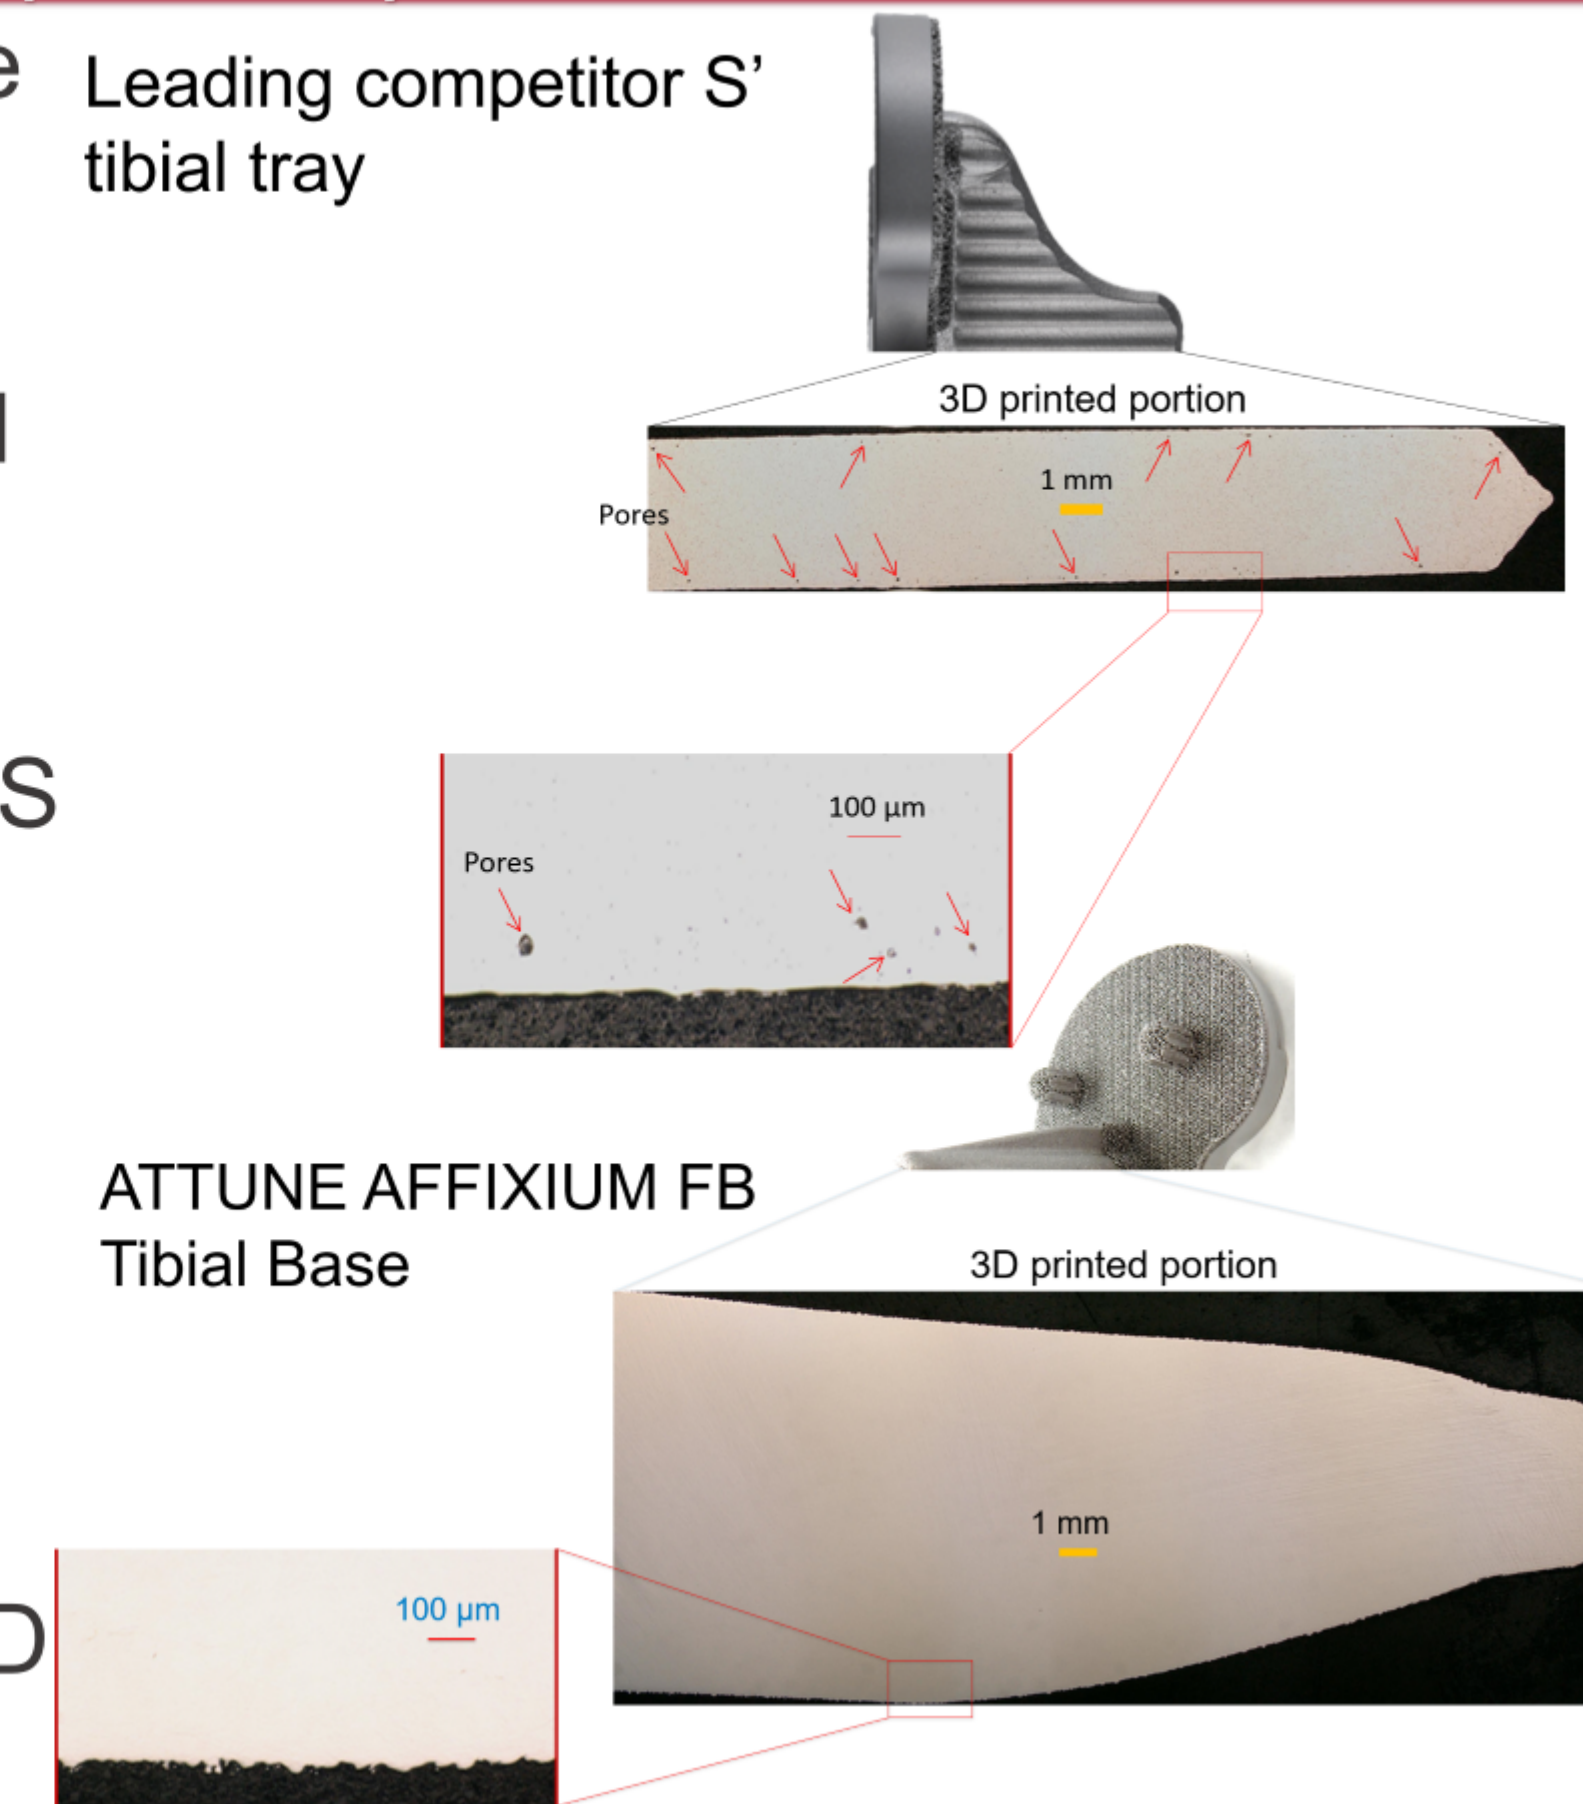 e
Leading competitor S’
tibial tray
3D printed portion
1 mm
Pores
S
100 µm
Pores
ATTUNE AFFIXIUM FB
Tibial Base
3D printed portion
1 mm
100 µm
D